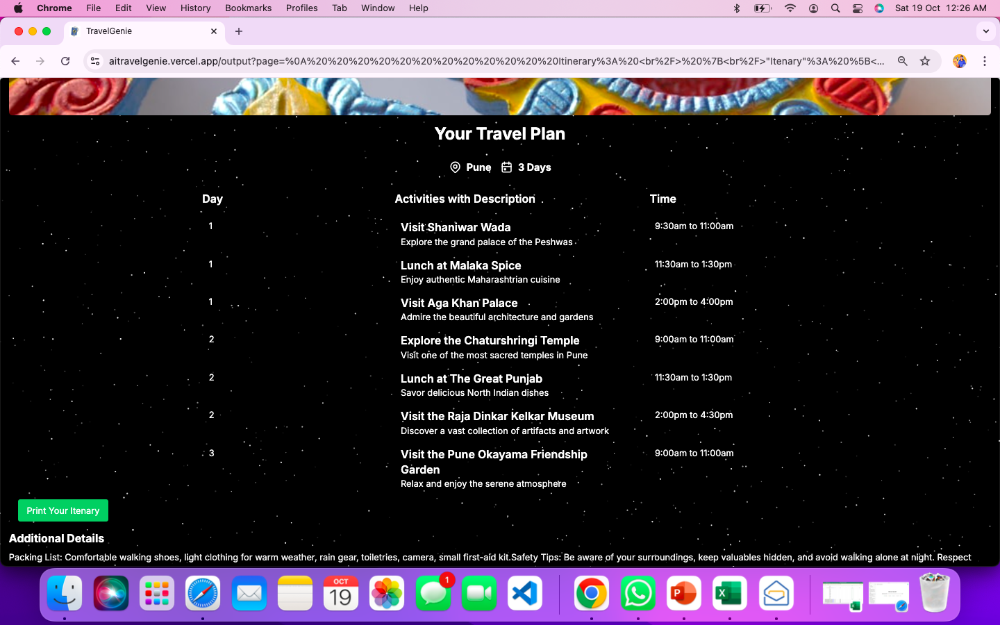 Chrome File Edit View History Bookmarks Profiles Tab Window Help Sat 19 Oct 12:26 AM
TravelGenie
aitravelgenie.vercel.app/output?page=%0A%20%20%20%20%20%20%20%20%20%20%20%20%20Itinerary%3A%20<br%2F>%20%7B<br%2F>"Itenary"%3A%20%5B<...
Your Travel Plan
Pune 3 Days
Day Activities with Description Time
1 Visit Shaniwar Wada 9:30am to 11:00am
Explore the grand palace of the Peshwas
1 Lunch at Malaka Spice 11:30am to 1:30pm
Enjoy authentic Maharashtrian cuisine
1 Visit Aga Khan Palace 2:00pm to 4:00pm
Admire the beautiful architecture and gardens
2 Explore the Chaturshringi Temple 9:00am to 11:00am
Visit one of the most sacred temples in Pune
2 Lunch at The Great Punjab 11:30am to 1:30pm
Savor delicious North Indian dishes
2 Visit the Raja Dinkar Kelkar Museum 2:00pm to 4:30pm
Discover a vast collection of artifacts and artwork
3 Visit the Pune Okayama Friendship 9:00am to 11:00am
Garden
Relax and enjoy the serene atmosphere
Print Your Itenary
Additional Details
Packing List: Comfortable walking shoes, light clothing for warm weather, rain gear, toiletries, camera, small first-aid kit.Safety Tips: Be aware of your surroundings, keep valuables hidden, and avoid walking alone at night. Respect
OCT
19
1
P
X